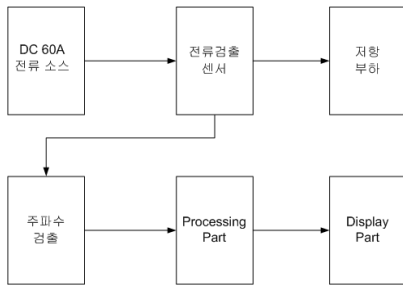 DC 60A
전류 소스
전류검출
센서
저항
부하
주파수
검출
Processing
Part
Display
Part